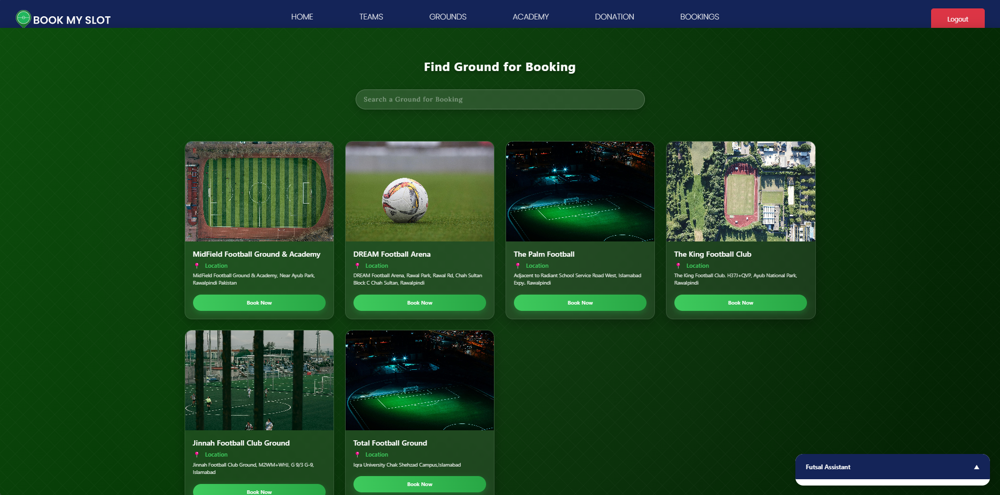 BOOK MY SLOT
HOME
TEAMS
GROUNDS
ACADEMY
DONATION
BOOKINGS
Logout
Find Ground for Booking
Search a Ground for Booking
MidField Football Ground & Academy
Location
MidField Football Ground & Academy, Near Ayub Park,
Rawalpindi Pakistan
Book Now
DREAM Football Arena
Location
DREAM Football Arena, Rawal Park, Rawal Rd, Chah Sultan
Block C Chah Sultan, Rawalpindi
Book Now
The Palm Football
Location
Adjacent to Radiant School Service Road West, Islamabad
Expy. Rawalpindi
Book Now
The King Football Club
Location
The King Football Club. H37J+QVP, Ayub National Park,
Rawalpindi
Book Now
Jinnah Football Club Ground
Location
Jinnah Football Club Ground, M2WM+WHJ, G 9/3 G-9,
Islamabad
Book Now
Total Football Ground
Location
Iqra University Chak Shehzad Campus,Islamabad
Book Now
Futsal Assistant